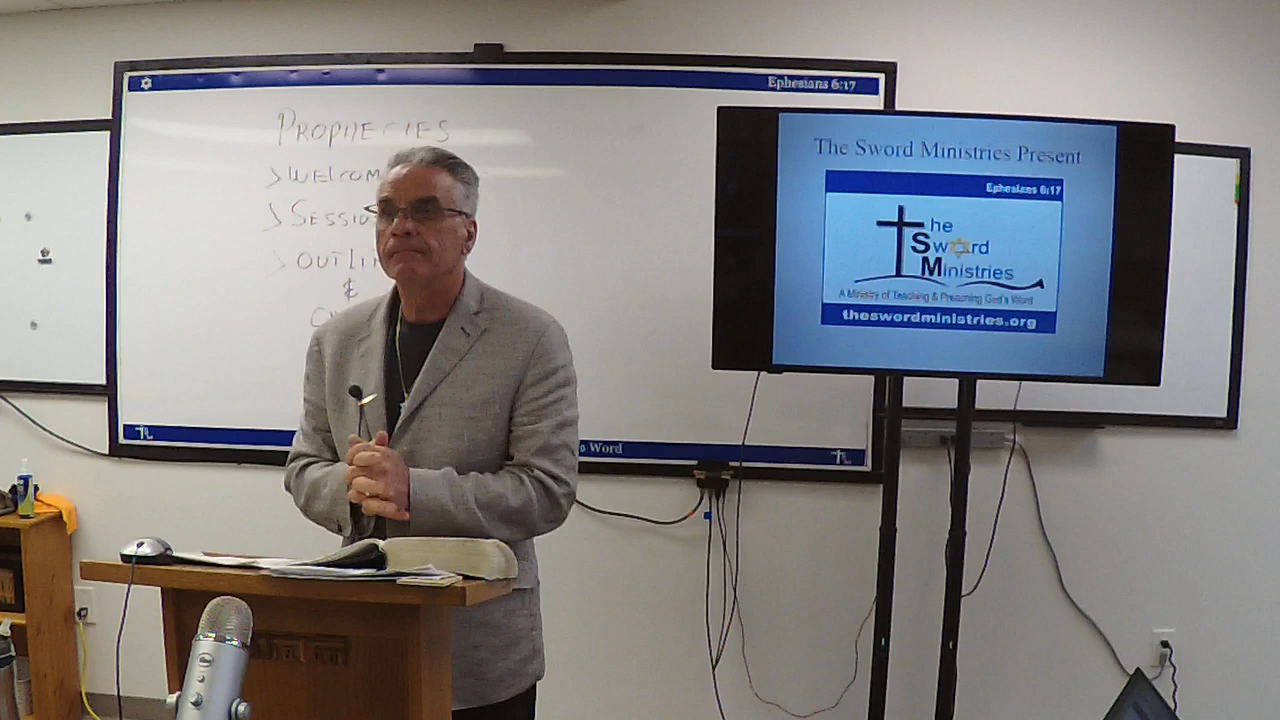 Ephesians 6:17
PROPHECIES
> WELCOM
> SESSIO
> OUTLI
&
s Word
The Sword Ministries Present
Ephesians 6:17
The
Sword
Ministries
A Ministry of Teaching & Preaching God's Word
theswordministries.org